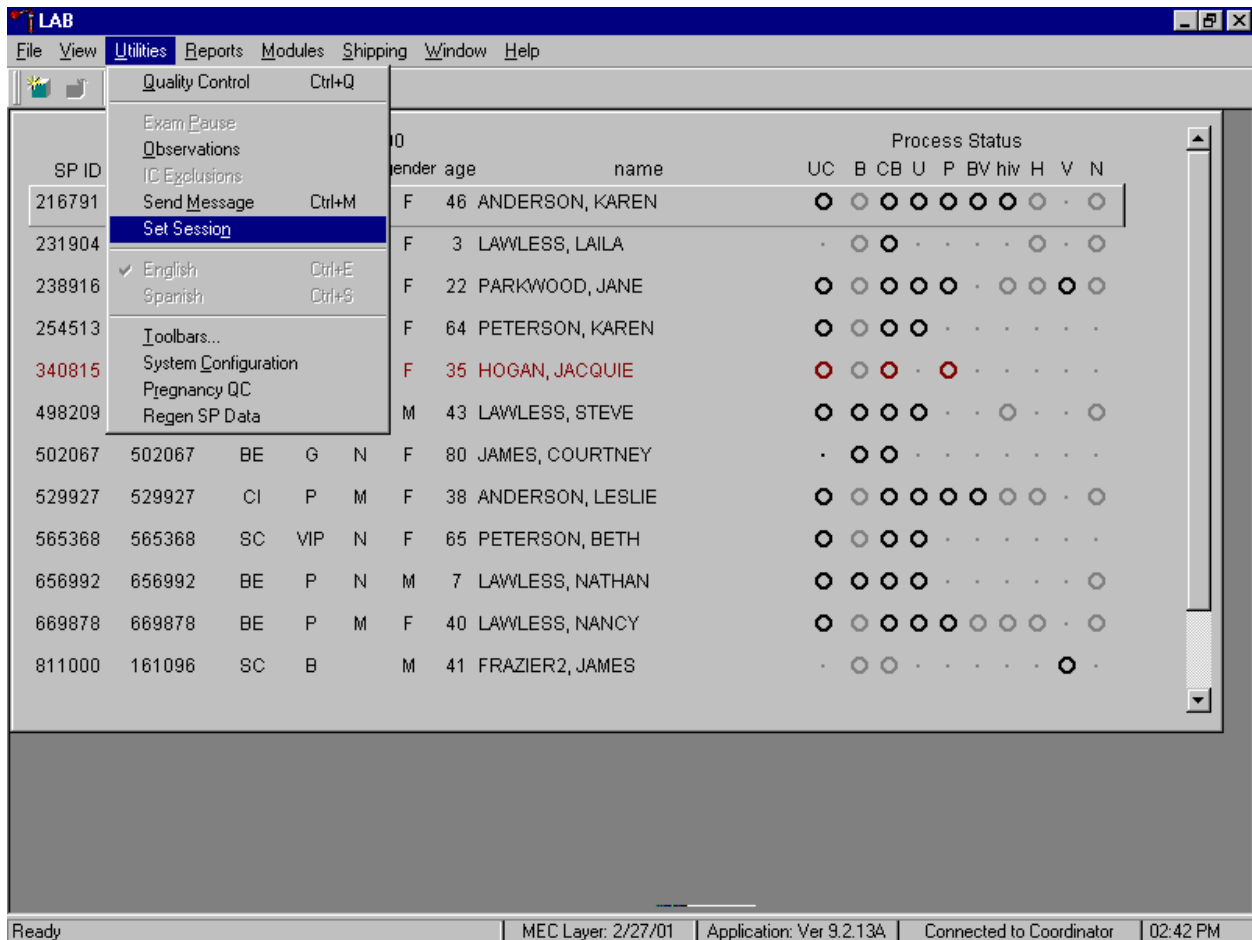 LAB
File View Utilities Reports Modules Shipping Window Help
Quality Control Ctrl+Q
Exam Pause
Observations
IC Exclusions
Send Message Ctrl+M
Set Session
English Ctrl+E
Spanish Ctrl+S
Toolbars...
System Configuration
Pregnancy QC
Regen SP Data
Process Status
SP ID gender age name UC B CB U P BV hiv H V N
216791 F 46 ANDERSON, KAREN
231904 F 3 LAWLESS, LAILA
238916 F 22 PARKWOOD, JANE
254513 F 64 PETERSON, KAREN
340815 F 35 HOGAN, JACQUIE
498209 M 43 LAWLESS, STEVE
502067 502067 BE G N F 80 JAMES, COURTNEY
529927 529927 CI P M F 38 ANDERSON, LESLIE
565368 565368 SC VIP N F 65 PETERSON, BETH
656992 656992 BE P N M 7 LAWLESS, NATHAN
669878 669878 BE P M F 40 LAWLESS, NANCY
811000 161096 SC B M 41 FRAZIER2, JAMES
Ready MEC Layer: 2/27/01 Application: Ver 9.2.13A Connected to Coordinator 02:42 PM